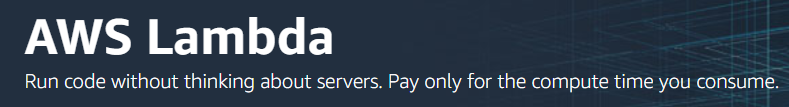 AWS Lambda
Run code without thinking about servers. Pay only for the compute time you consume.